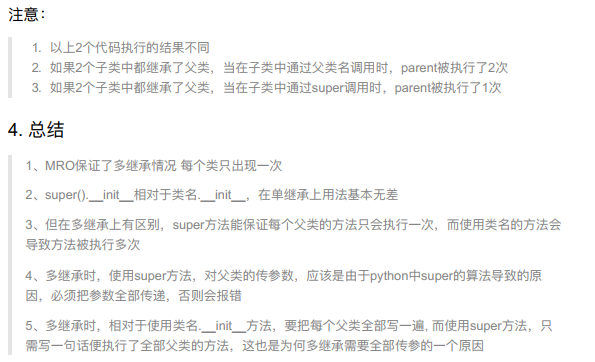 注意：
1. 以上2个代码执行的结果不同
2. 如果2个子类中都继承了父类，当在子类中通过父类名调用时，parent被执行了2次
3. 如果2个子类中都继承了父类，当在子类中通过super调用时，parent被执行了1次
4. 总结
1、MRO保证了多继承情况 每个类只出现一次
2、super().__init__相对于类名.__init__，在单继承上用法基本无差
3、但在多继承上有区别，super方法能保证每个父类的方法只会执行一次，而使用类名的方法会
导致方法被执行多次
4、多继承时，使用super方法，对父类的传参数，应该是由于python中super的算法导致的原
因，必须把参数全部传递，否则会报错
5、多继承时，相对于使用类名.__init__方法，要把每个父类全部写一遍, 而使用super方法，只
需写一句话便执行了全部父类的方法，这也是为何多继承需要全部传参的一个原因